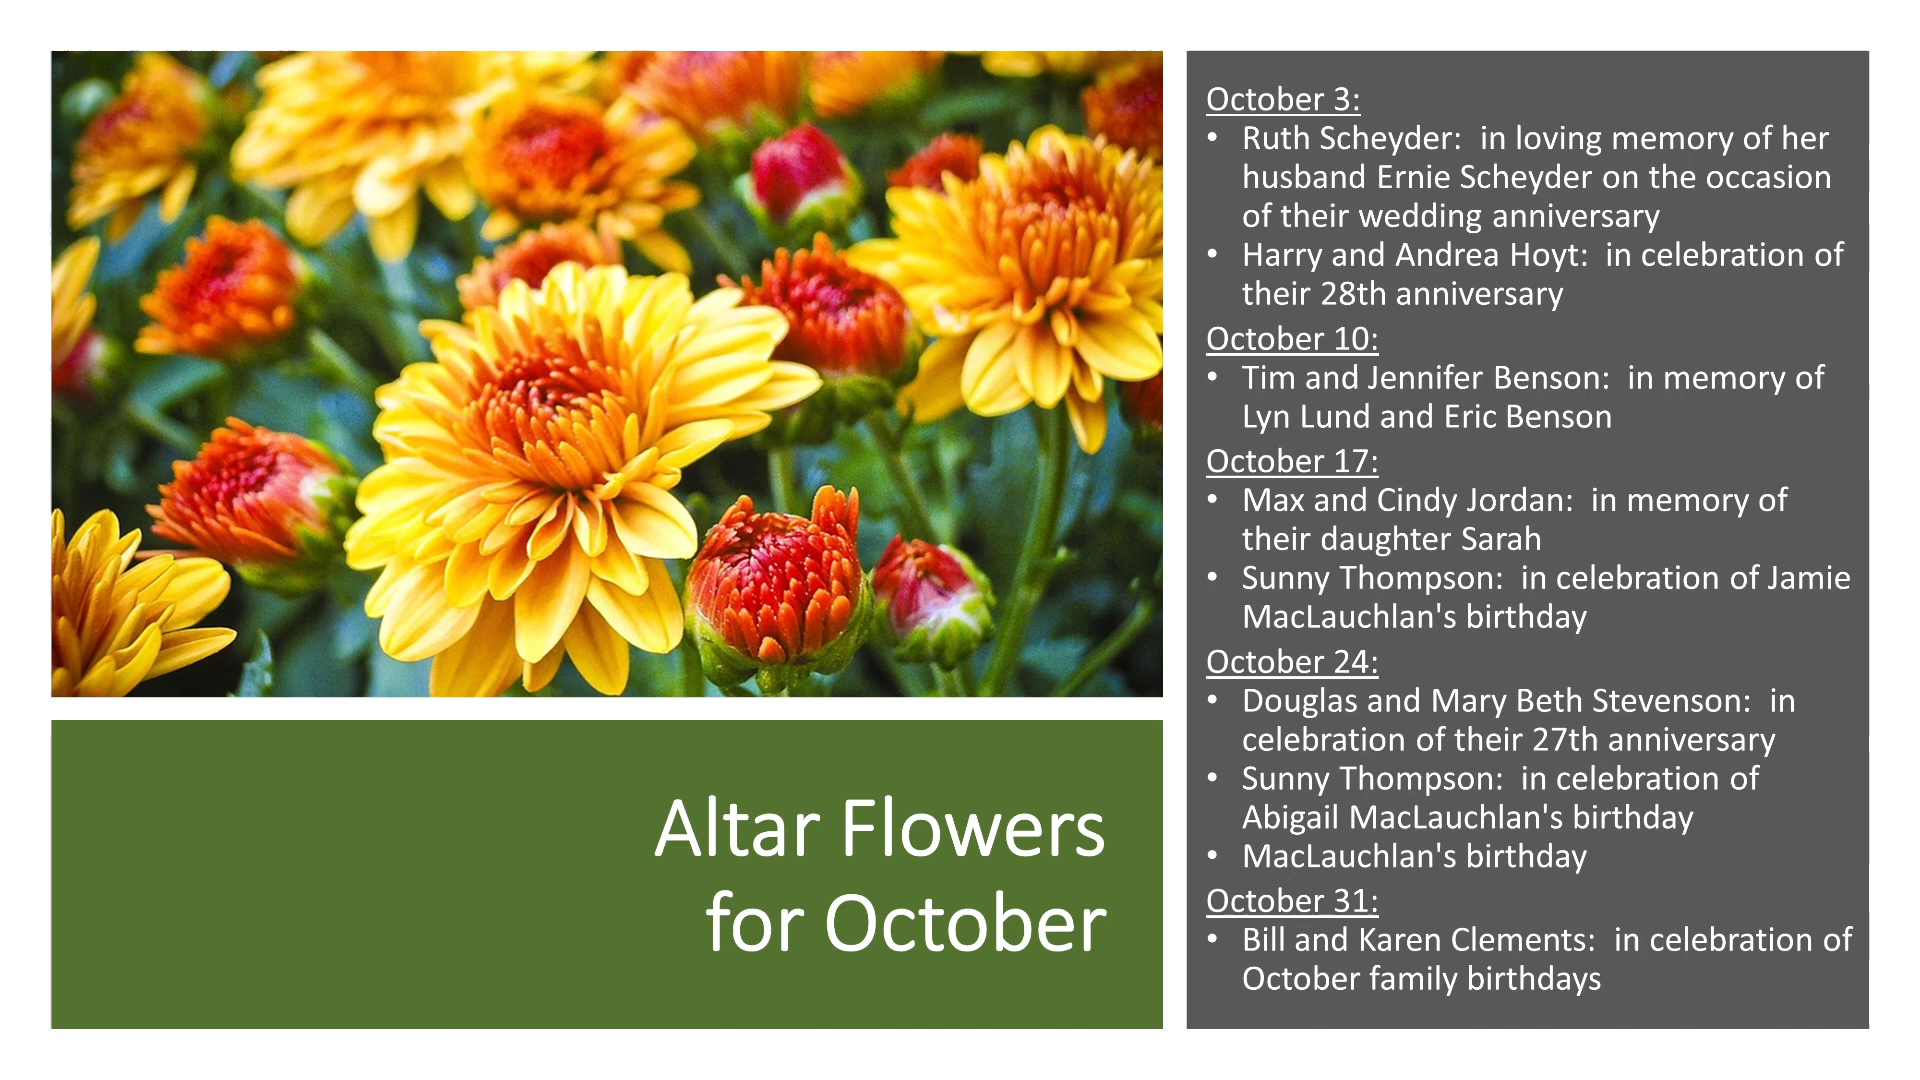 Altar Flowers
for October
October 3:
• Ruth Scheyder:  in loving memory of her
husband Ernie Scheyder on the occasion
of their wedding anniversary
• Harry and Andrea Hoyt:  in celebration of
their 28th anniversary
October 10:
• Tim and Jennifer Benson:  in memory of
Lyn Lund and Eric Benson
October 17:
• Max and Cindy Jordan:  in memory of
their daughter Sarah
• Sunny Thompson:  in celebration of Jamie
MacLauchlan's birthday
October 24:
• Douglas and Mary Beth Stevenson:  in
celebration of their 27th anniversary
• Sunny Thompson:  in celebration of
Abigail MacLauchlan's birthday
• MacLauchlan's birthday
October 31:
• Bill and Karen Clements:  in celebration of
October family birthdays